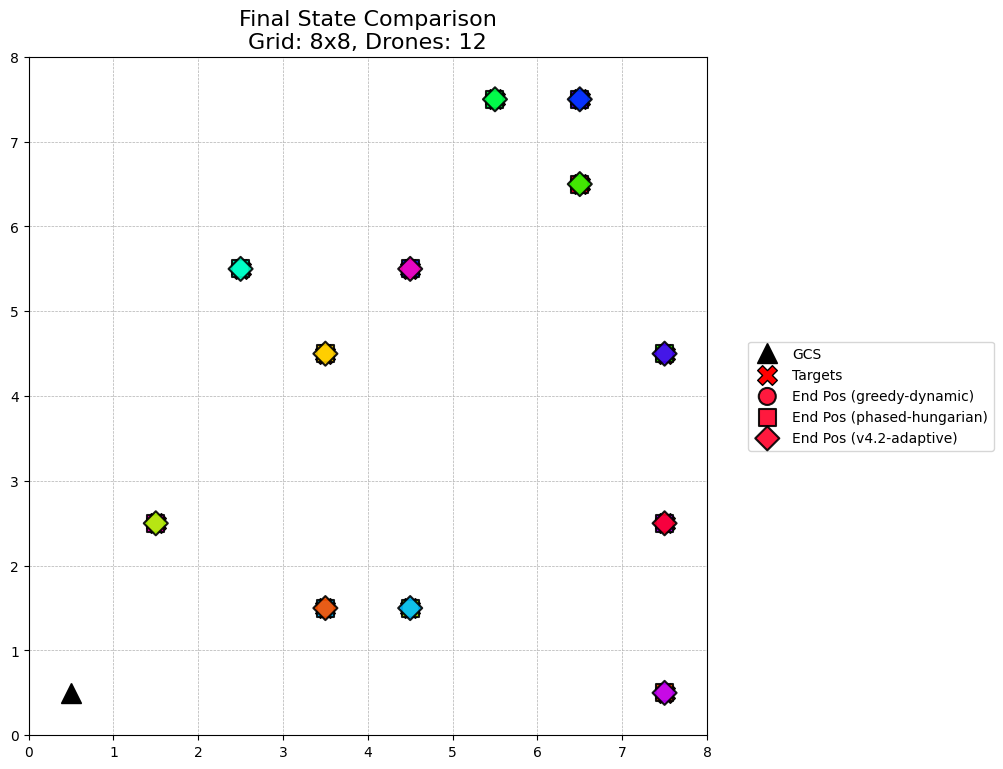 Final State Comparison
Grid: 8x8, Drones: 12
8
7
6
5
4
3
2
1
0
0 1 2 3 4 5 6 7 8
GCS
Targets
End Pos (greedy-dynamic)
End Pos (phased-hungarian)
End Pos (v4.2-adaptive)